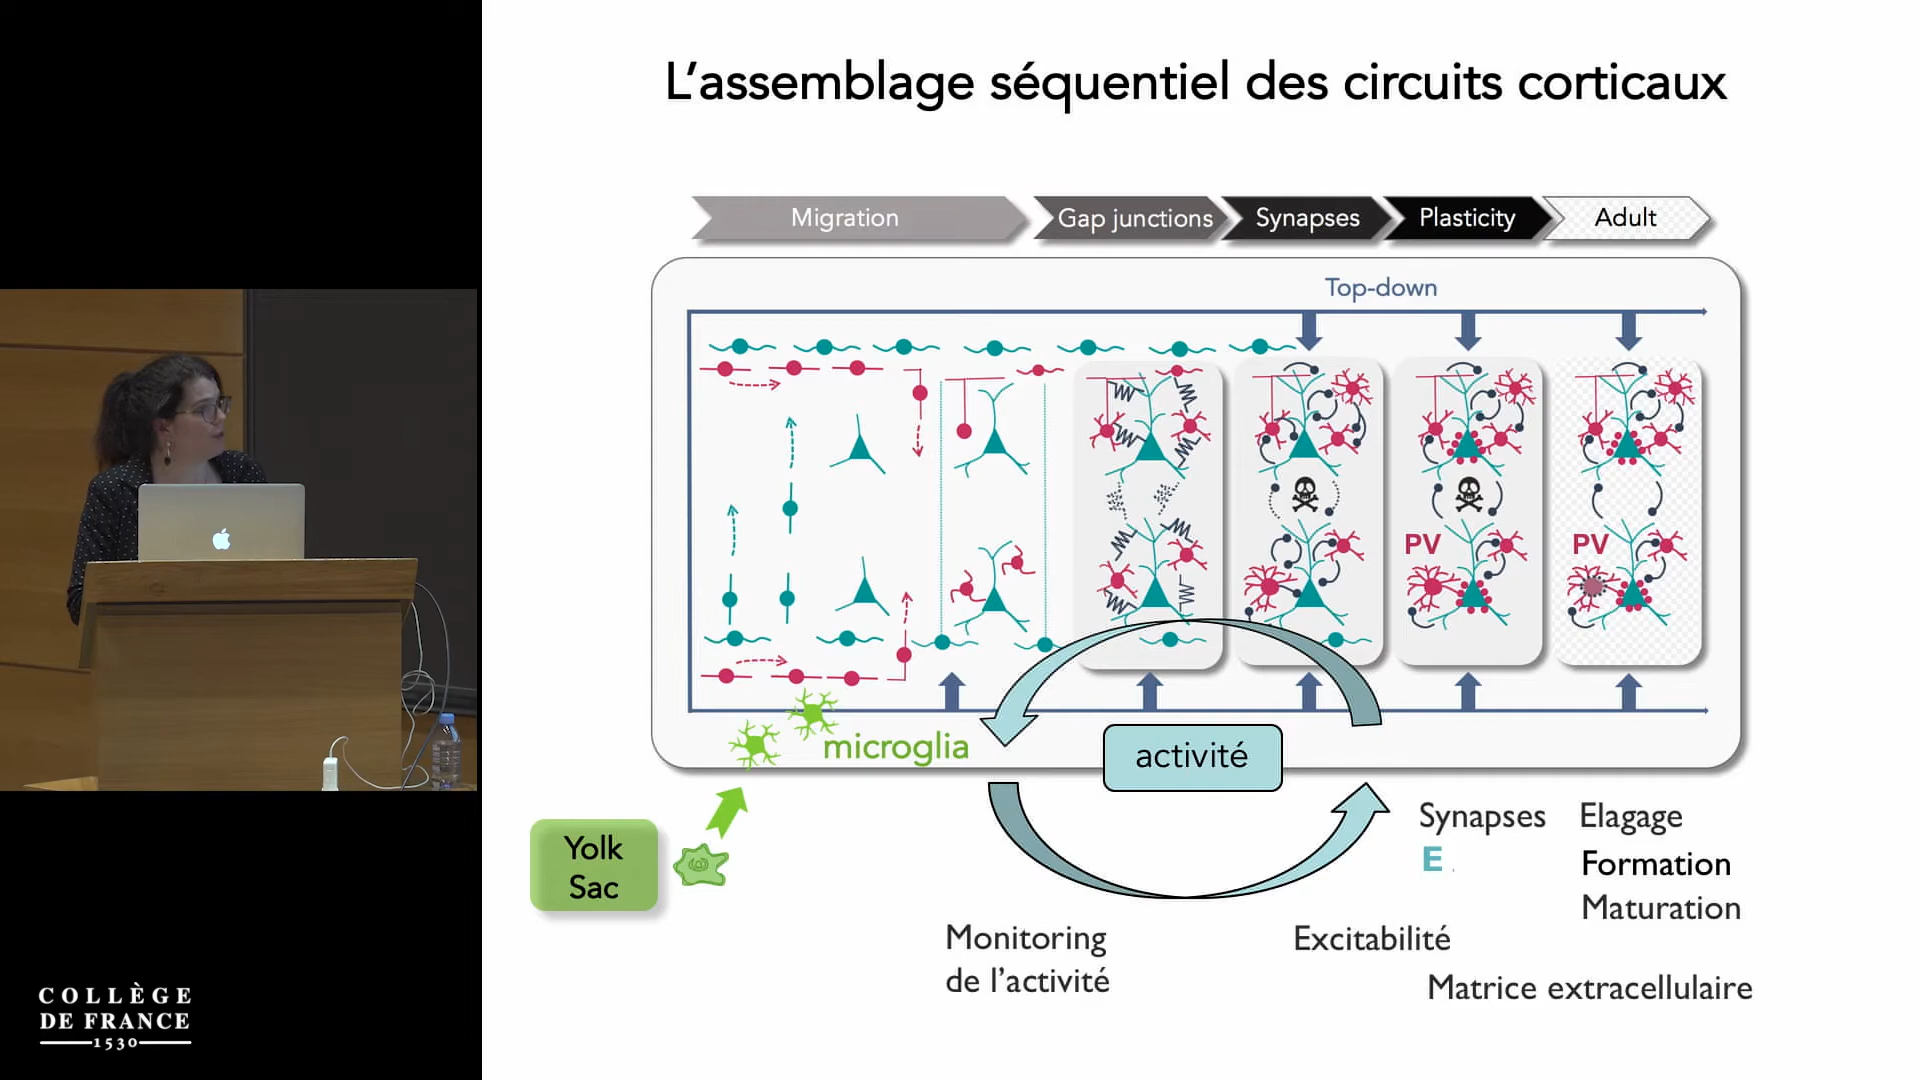 L'assemblage séquentiel des circuits corticaux
Migration
Gap junctions
Synapses
Plasticity
Adult
Top-down
PV
PV
microglia
activité
Yolk
Sac
Synapses
E
Elagage
Formation
Maturation
Monitoring
de l'activité
Excitabilité
Matrice extracellulaire
COLLÈGE
DE FRANCE
1530